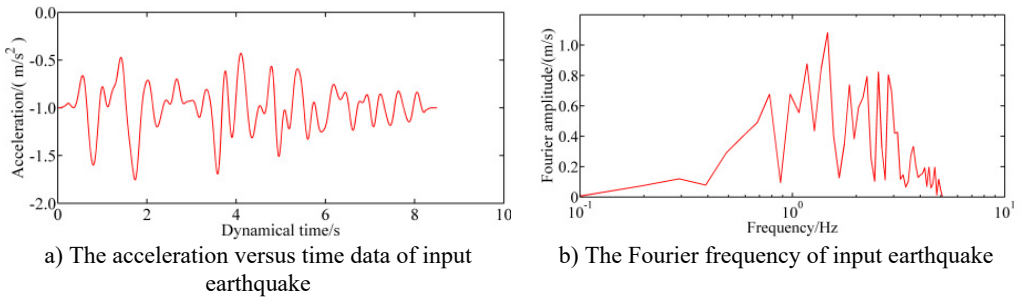 0.0
-0.5
-1.0
-1.5
-2.0
Acceleration/( m/s² )
0 2 4 6 8 10
Dynamical time/s
a) The acceleration versus time data of input
earthquake
1.0
0.8
0.6
0.4
0.2
0
Fourier amplitude/(m/s)
10⁻¹ 10⁰ 10¹
Frequency/Hz
b) The Fourier frequency of input earthquake